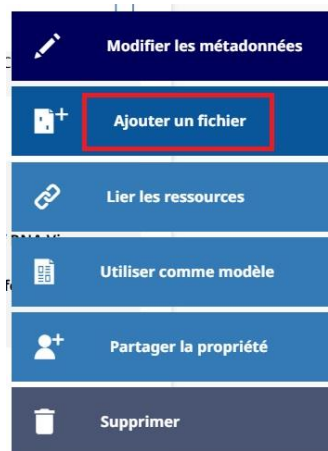 Modifier les métadonnées
Ajouter un fichier
Lier les ressources
Utiliser comme modèle
Partager la propriété
Supprimer